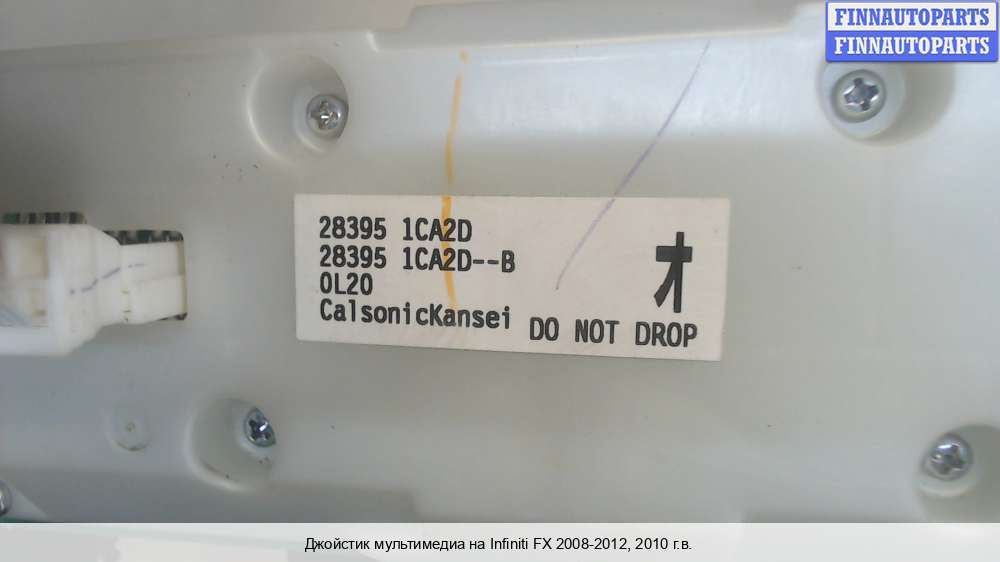 FINNAUTOPARTS
FINNAUTOPARTS
28395 1CA2D
28395 1CA2D--B
0L20
CalsonicKansei
DO NOT DROP
Джойстик мультимедиа на Infiniti FX 2008-2012, 2010 г.в.